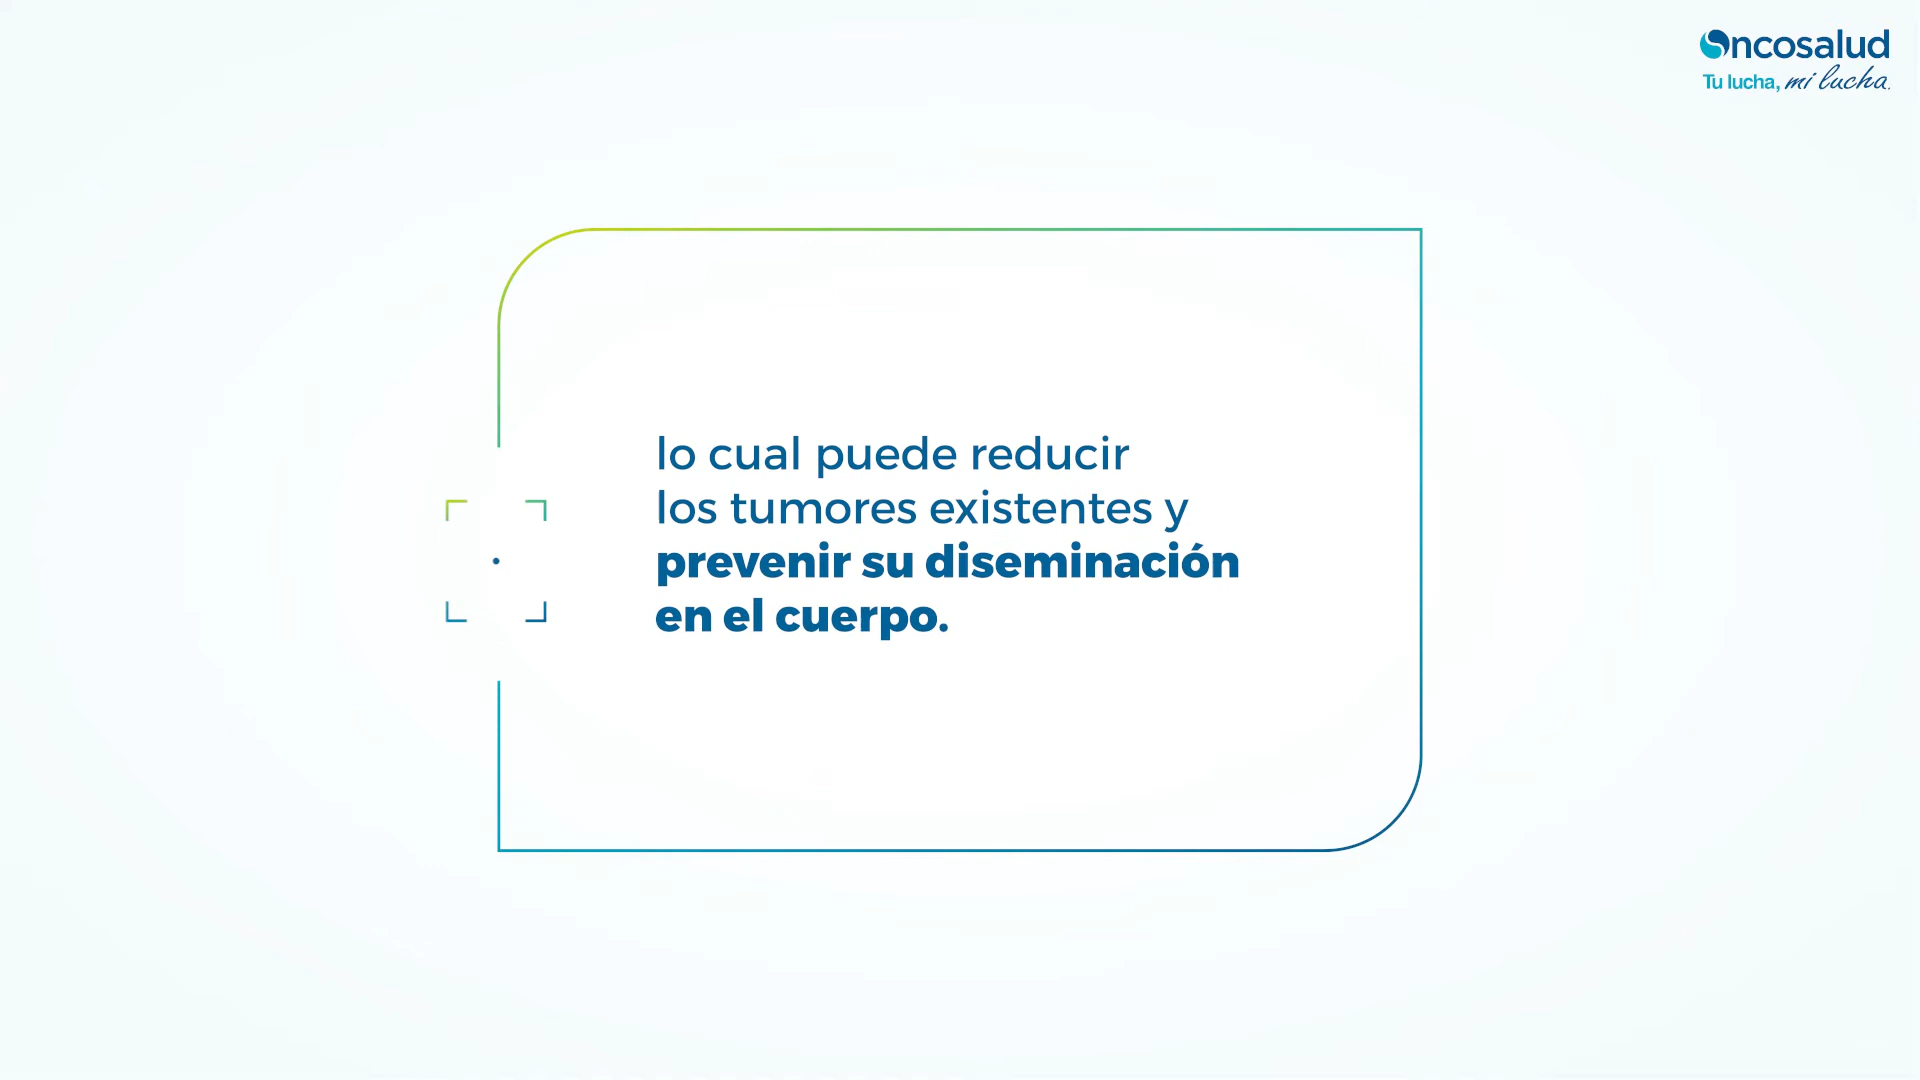 Oncosalud
Tu lucha, mi lucha.
lo cual puede reducir
los tumores existentes y
prevenir su diseminación
en el cuerpo.